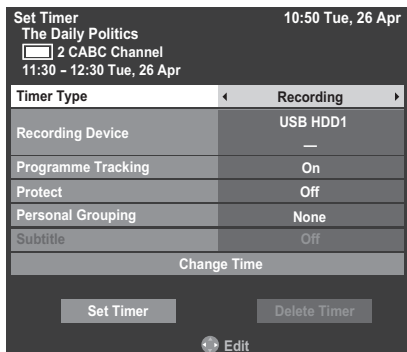 Set Timer 10:50 Tue, 26 Apr
The Daily Politics
2 CABC Channel
11:30 – 12:30 Tue, 26 Apr
Timer Type Recording
Recording Device USB HDD1
—
Programme Tracking On
Protect Off
Personal Grouping None
Subtitle Off
Change Time
Set Timer Delete Timer
Edit